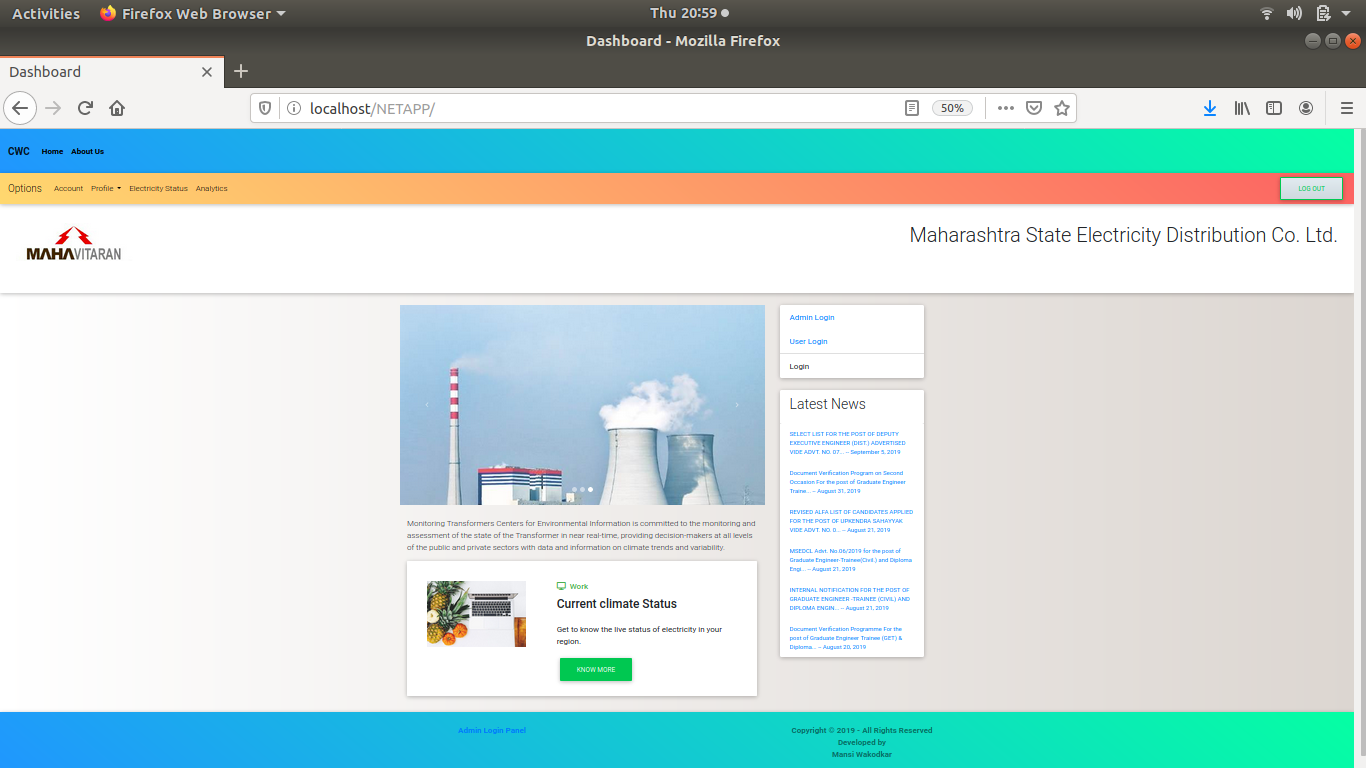 Activities
Firefox Web Browser
Thu 20:59
Dashboard - Mozilla Firefox
Dashboard
localhost/NETAPP/
50%
CWC Home About Us
Options Account Profile Electricity Status Analytics
LOG OUT
MAHAVITARAN
Maharashtra State Electricity Distribution Co. Ltd.
Monitoring Transformers Centers for Environmental Information is committed to the monitoring and
assessment of the state of the Transformer in near real-time, providing decision-makers at all levels
of the public and private sectors with data and information on climate trends and variability.
Work
Current climate Status
Get to know the live status of electricity in your
region.
KNOW MORE
Admin Login
User Login
Login
Latest News
SELECT LIST FOR THE POST OF DEPUTY
EXECUTIVE ENGINEER (DIST.) ADVERTISED
VIDE ADVT. NO. 07... -- September 5, 2019
Document Verification Program on Second
Occasion For the post of Graduate Engineer
Traine... -- August 31, 2019
REVISED ALFA LIST OF CANDIDATES APPLIED
FOR THE POST OF UPKENDRA SAHAYYAK
VIDE ADVT. NO. 0... -- August 21, 2019
MSEDCL Advt. No.06/2019 for the post of
Graduate Engineer-Trainee(Civil ) and Diploma
Engi... -- August 21, 2019
INTERNAL NOTIFICATION FOR THE POST OF
GRADUATE ENGINEER -TRAINEE (CIVIL) AND
DIPLOMA ENGIN... -- August 21, 2019
Document Verification Programme For the
post of Graduate Engineer Trainee (GET) &
Diploma... -- August 20, 2019
Admin Login Panel
Copyright © 2019 - All Rights Reserved
Developed by
Mansi Wakodkar